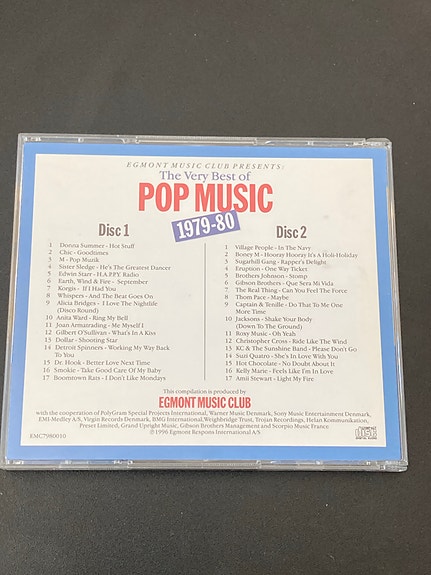 EGMONT MUSIC CLUB PRESENTS:
The Very Best of
POP MUSIC
1979-80
Disc 1
1 Donna Summer - Hot Stuff
2 Chic - Goodtimes
3 M - Pop Muzik
4 Sister Sledge - He's The Greatest Dancer
5 Edwin Starr - H.A.P.P.Y. Radio
6 Earth, Wind & Fire - September
7 Korgis - If I Had You
8 Whispers - And The Beat Goes On
9 Alicia Bridges - I Love The Nightlife
(Disco Round)
10 Anita Ward - Ring My Bell
11 Joan Armatrading - Me Myself I
12 Gilbert O'Sullivan - What's In A Kiss
13 Dollar - Shooting Star
14 Detroit Spinners - Working My Way Back
To You
15 Dr. Hook - Better Love Next Time
16 Smokie - Take Good Care Of My Baby
17 Boomtown Rats - I Don't Like Mondays
Disc 2
1 Village People - In The Navy
2 Boney M - Hooray Hooray It's A Holi-Holiday
3 Sugarhill Gang - Rapper's Delight
4 Eruption - One Way Ticket
5 Brothers Johnson - Stomp
6 Gibson Brothers - Que Sera Mi Vida
7 The Real Thing - Can You Feel The Force
8 Thom Pace - Maybe
9 Captain & Tenille - Do That To Me One
More Time
10 Jacksons - Shake Your Body
(Down To The Ground)
11 Roxy Music - Oh Yeah
12 Christopher Cross - Ride Like The Wind
13 KC & The Sunshine Band - Please Don't Go
14 Suzi Quatro - She's In Love With You
15 Hot Chocolate - No Doubt About It
16 Kelly Marie - Feels Like I'm In Love
17 Amii Stewart - Light My Fire
This compilation is produced by
EGMONT MUSIC CLUB
with the cooperation of PolyGram Special Projects International, Warner Music Denmark, Sony Music Entertainment Denmark,
EMI-Medley A/S, Virgin Records Denmark, BMG International, Weighbridge Trust, Trojan Recordings, Helan Kommunikation,
Preset Limited, Grand Upright Music, Gibson Brothers Management and Scorpio Music France.
© 1996 Egmont Respons International A/S
EMC7980010
COMPACT
disc
DIGITAL AUDIO